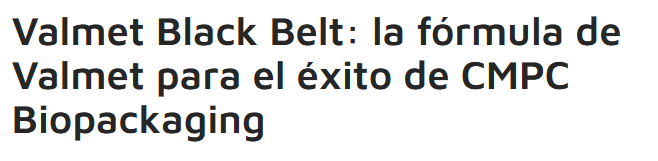 Valmet Black Belt: la fórmula de
Valmet para el éxito de CMPC
Biopackaging